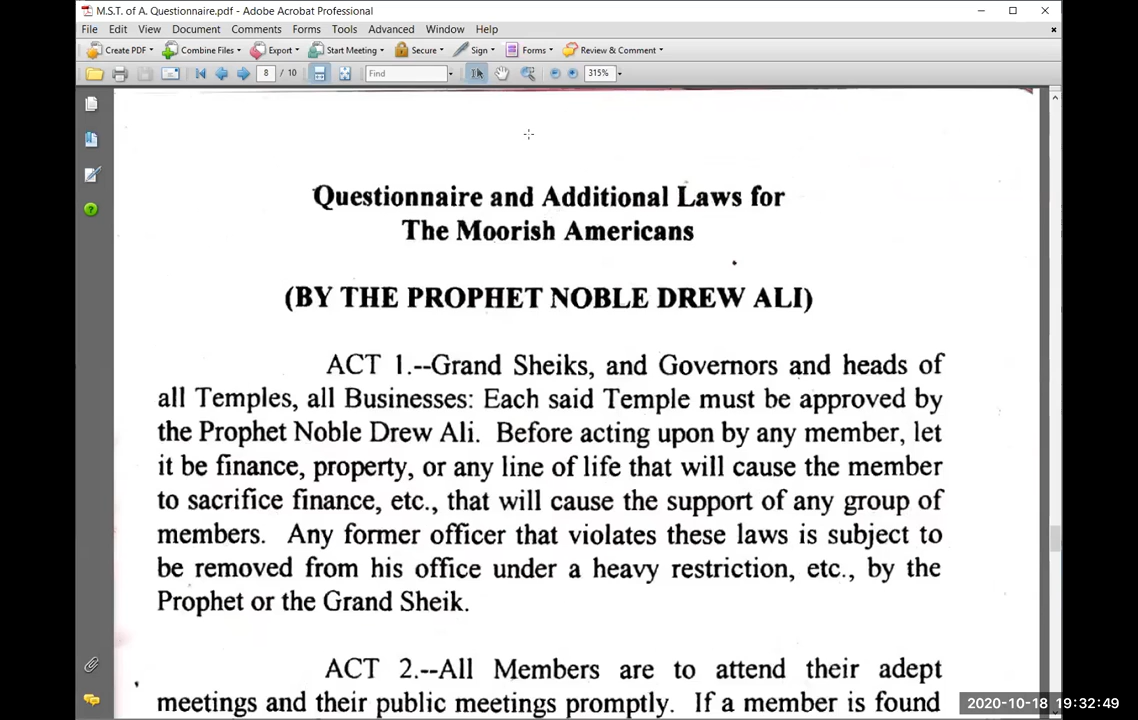 M.S.T. of A. Questionnaire.pdf - Adobe Acrobat Professional
File Edit View Document Comments Forms Tools Advanced Window Help
Create PDF Combine Files Export Start Meeting Secure Sign Forms Review & Comment
8 / 10 Find 315%
Questionnaire and Additional Laws for
The Moorish Americans
(BY THE PROPHET NOBLE DREW ALI)
ACT 1.--Grand Sheiks, and Governors and heads of
all Temples, all Businesses: Each said Temple must be approved by
the Prophet Noble Drew Ali. Before acting upon by any member, let
it be finance, property, or any line of life that will cause the member
to sacrifice finance, etc., that will cause the support of any group of
members. Any former officer that violates these laws is subject to
be removed from his office under a heavy restriction, etc., by the
Prophet or the Grand Sheik.
ACT 2.--All Members are to attend their adept
meetings and their public meetings promptly. If a member is found
2020-10-18 19:32:49